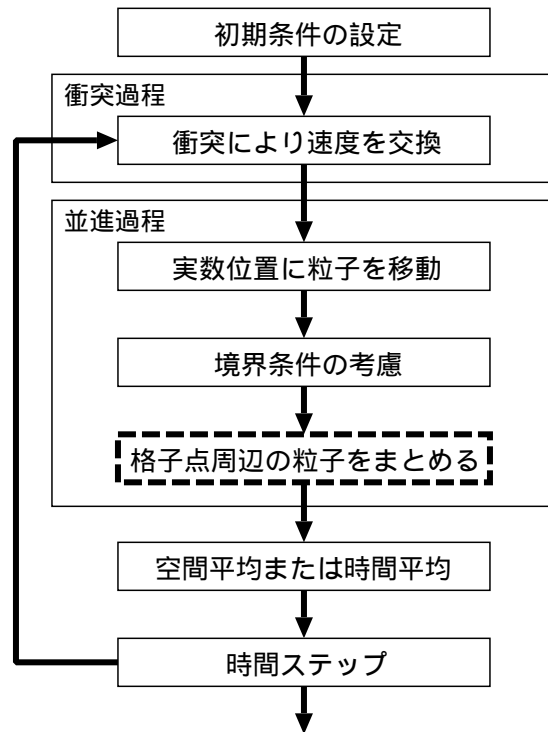 初期条件の設定
衝突過程
衝突により速度を交換
並進過程
実数位置に粒子を移動
境界条件の考慮
格子点周辺の粒子をまとめる
空間平均または時間平均
時間ステップ